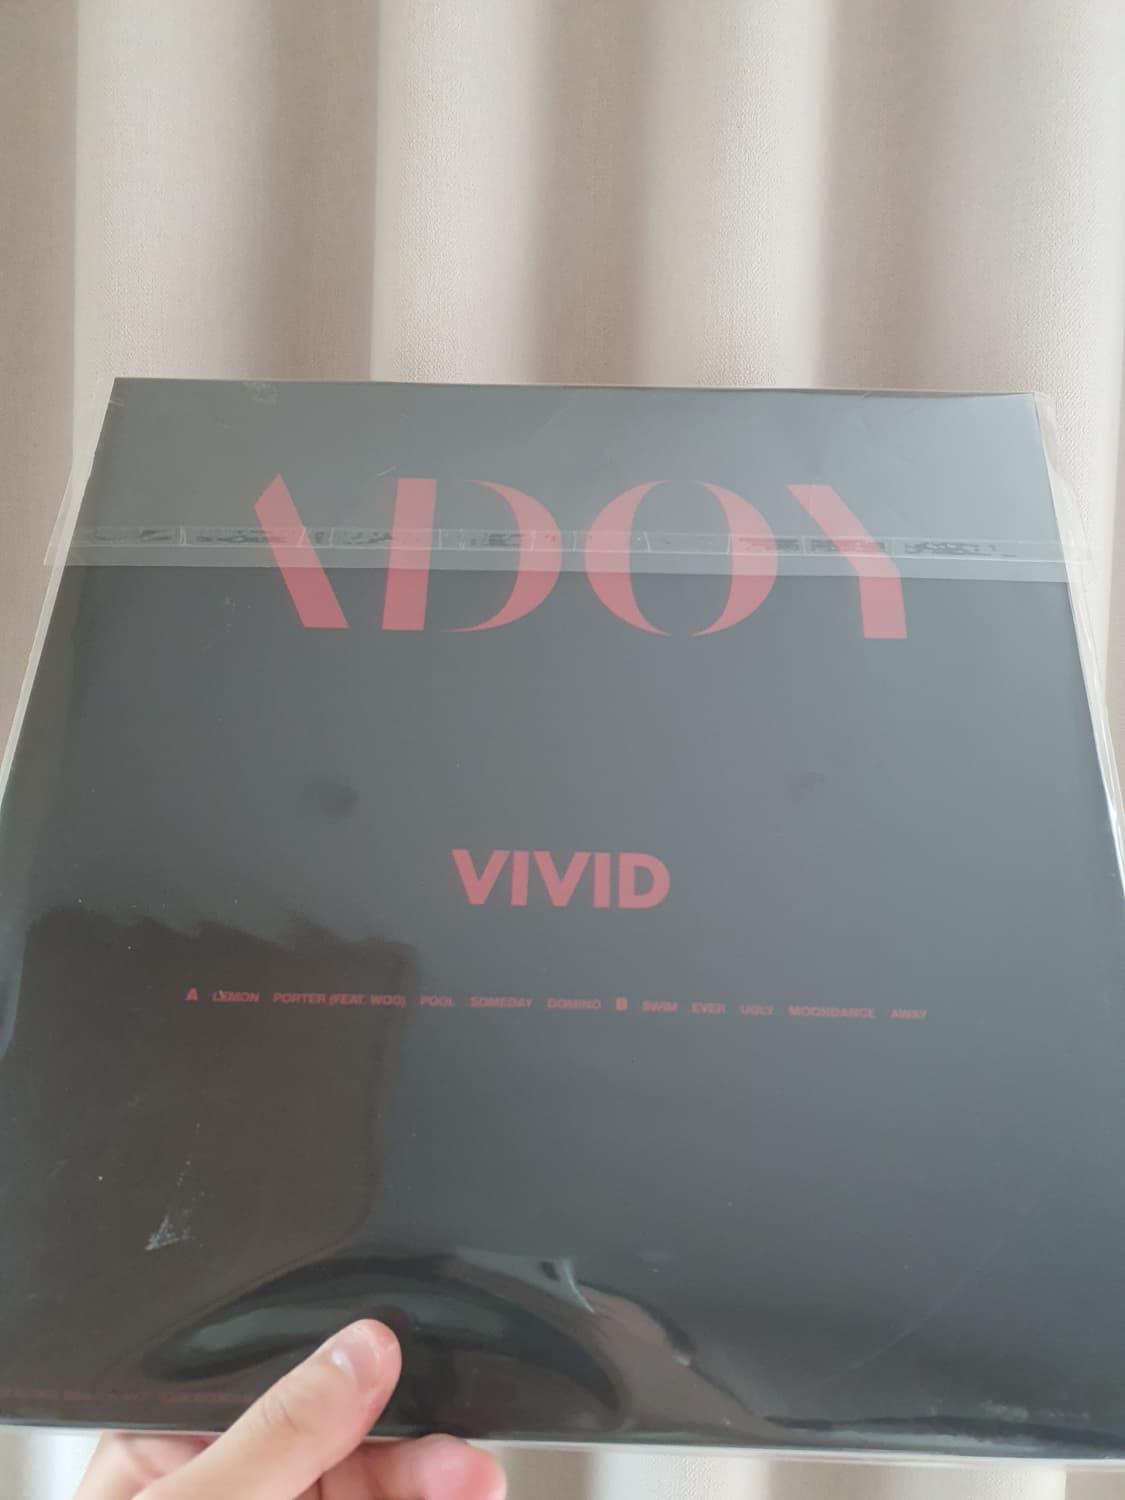 ADOY
VIVID
A LEMON PORTER (FEAT. WOO) POOL SOMEDAY DOMINO B SWIM EVER UGLY MOONDANCE AWAY